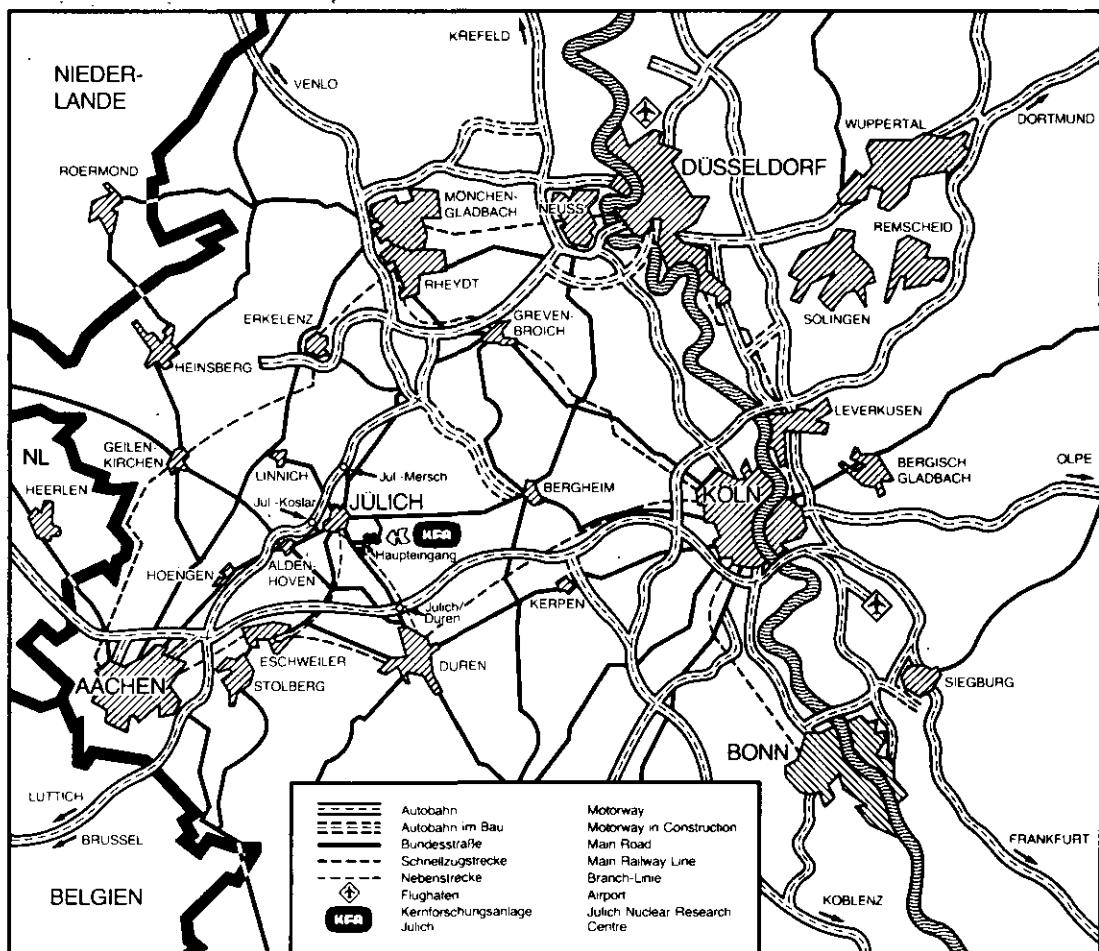 KREFELD
NIEDER-
LANDE
VENLO
DORTMUND
WUPPERTAL
ROERMOND
DÜSSELDORF
MÖNCHEN-
GLADBACH
NEUSS
REMSCHEID
RHEYDT
SOLINGEN
ERKELENZ
GREVEN-
BROICH
HEINSBERG
LEVERKUSEN
GEILEN-
KIRCHEN
NL
HEERLEN
LINNICH
Jul.-Mersch
BERGHEIM
BERGISCH
GLADBACH
OLPE
Jul-Koslar
JÜLICH
KÖLN
KFA
Haupteingang
HOENGEN
ALDEN-
HOVEN
KERPEN
Jülich/
Düren
ESCHWEILER
DÜREN
AACHEN
STOLBERG
SIEGBURG
BONN
LUTTICH
BRUSSEL
FRANKFURT
BELGIEN
KOBLENZ
Autobahn Motorway
Autobahn im Bau Motorway in Construction
Bundesstraße Main Road
Schnellzugstrecke Main Railway Line
Nebenstrecke Branch-Linie
Flughafen Airport
KFA Kernforschungsanlage Julich Nuclear Research
Julich Centre